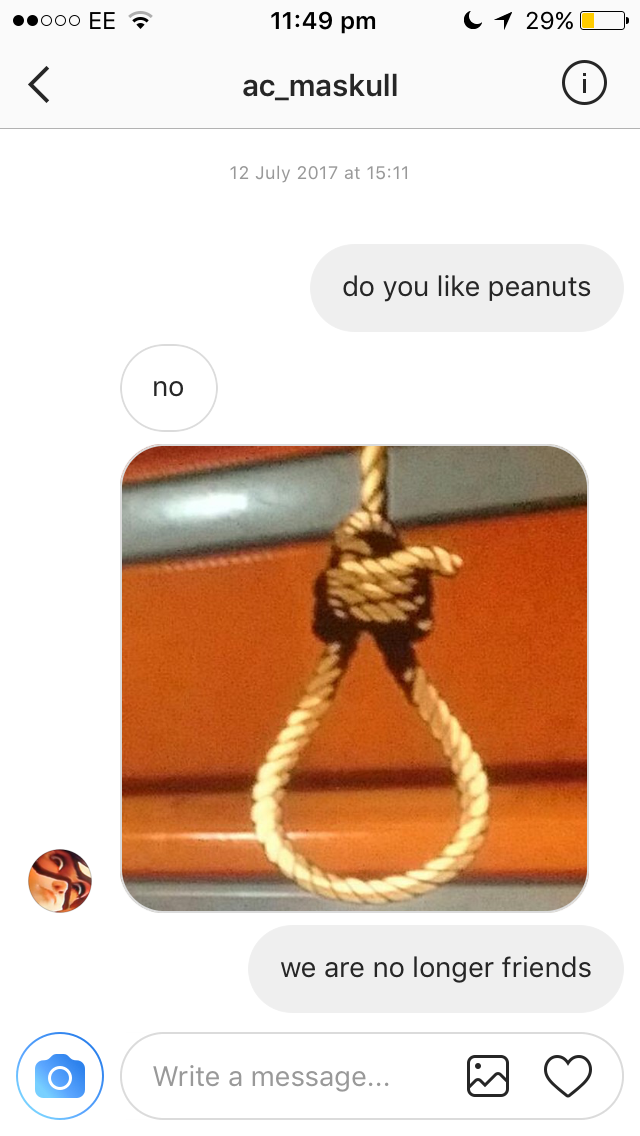 EE 11:49 pm 29%
ac_maskull
12 July 2017 at 15:11
do you like peanuts
no
we are no longer friends
Write a message...